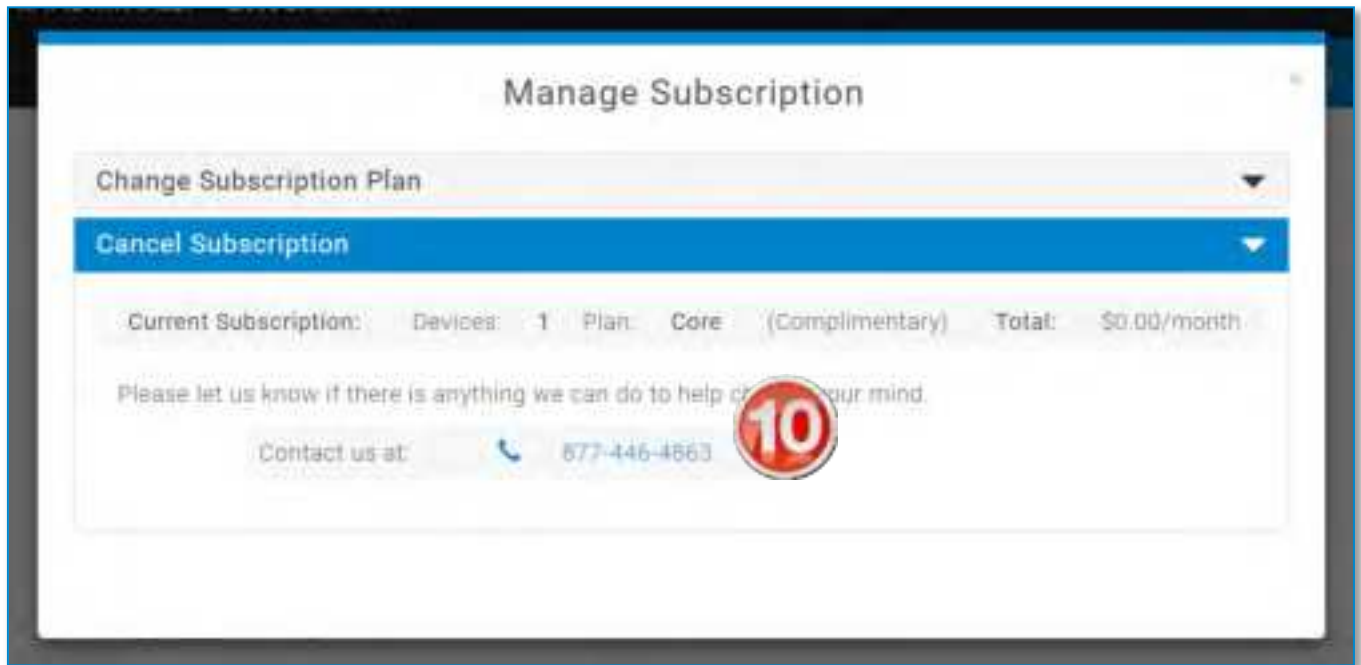 Manage Subscription
Change Subscription Plan
Cancel Subscription
Current Subscription: Devices: 1 Plan: Core (Complimentary) Total: $0.00/month
Please let us know if there is anything we can do to help your mind.
Contact us at: 877-446-4863
10